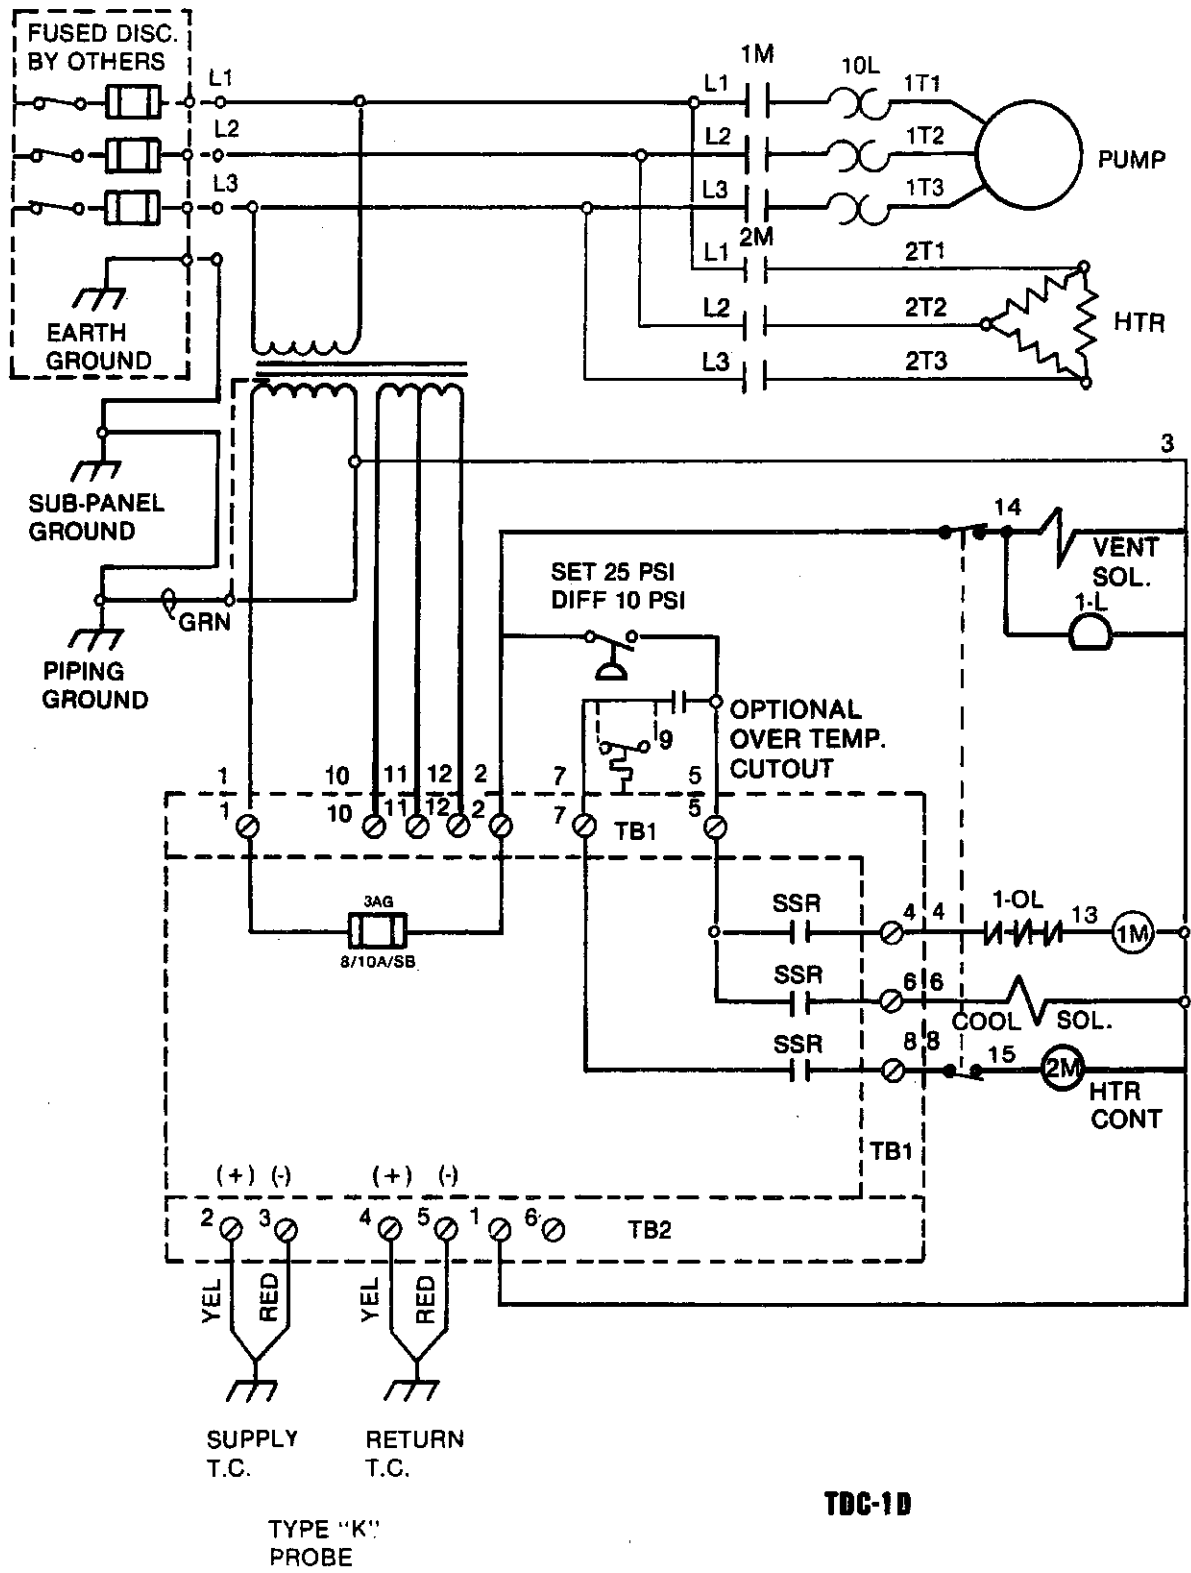 FUSED DISC.
BY OTHERS
L1
L2
L3
L1
L2
L3
1M
10L
1T1
1T2
1T3
PUMP
2M
L1
L2
L3
2T1
2T2
2T3
HTR
EARTH
GROUND
SUB-PANEL
GROUND
GRN
PIPING
GROUND
3
14
VENT
SOL.
1-L
SET 25 PSI
DIFF 10 PSI
9
OPTIONAL
OVER TEMP.
CUTOUT
1 10 11 12 2 7 5
1 10 11 12 2 7 TB1 5
3AG
8/10A/SB
SSR 4 4 1-OL 13 1M
SSR 6 6 COOL SOL.
SSR 8 8 15 2M
HTR
CONT
TB1
(+) (-) (+) (-)
2 3 4 5 1 6 TB2
YEL RED YEL RED
SUPPLY
T.C.
RETURN
T.C.
TDC-1D
TYPE "K"
PROBE